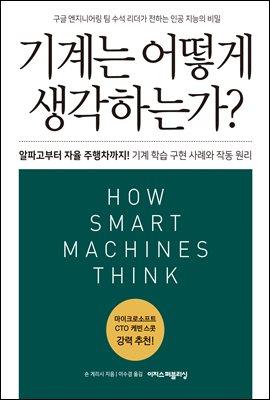 구글 엔지니어링 팀 수석 리더가 전하는 인공 지능의 비밀
기계는 어떻게
생각하는가?
알파고부터 자율 주행차까지! 기계 학습 구현 사례와 작동 원리
HOW
SMART
MACHINES
THINK
마이크로소프트
CTO 케빈 스콧
강력 추천!
숀 게리시 지음 | 이수겸 옮김
이지스퍼블리싱